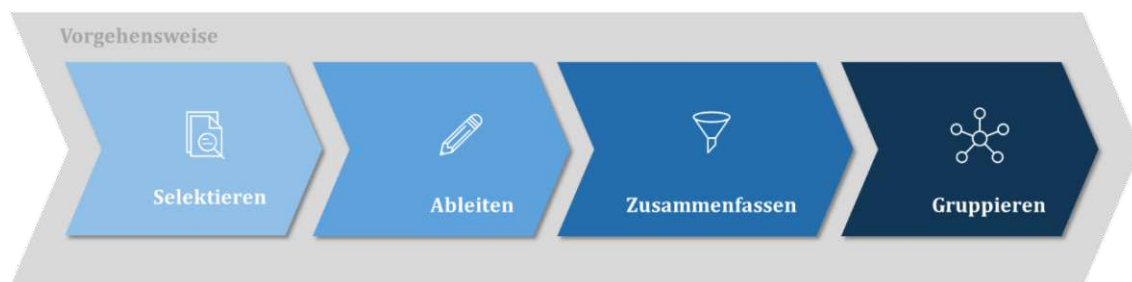 Vorgehensweise
Selektieren
Ableiten
Zusammenfassen
Gruppieren